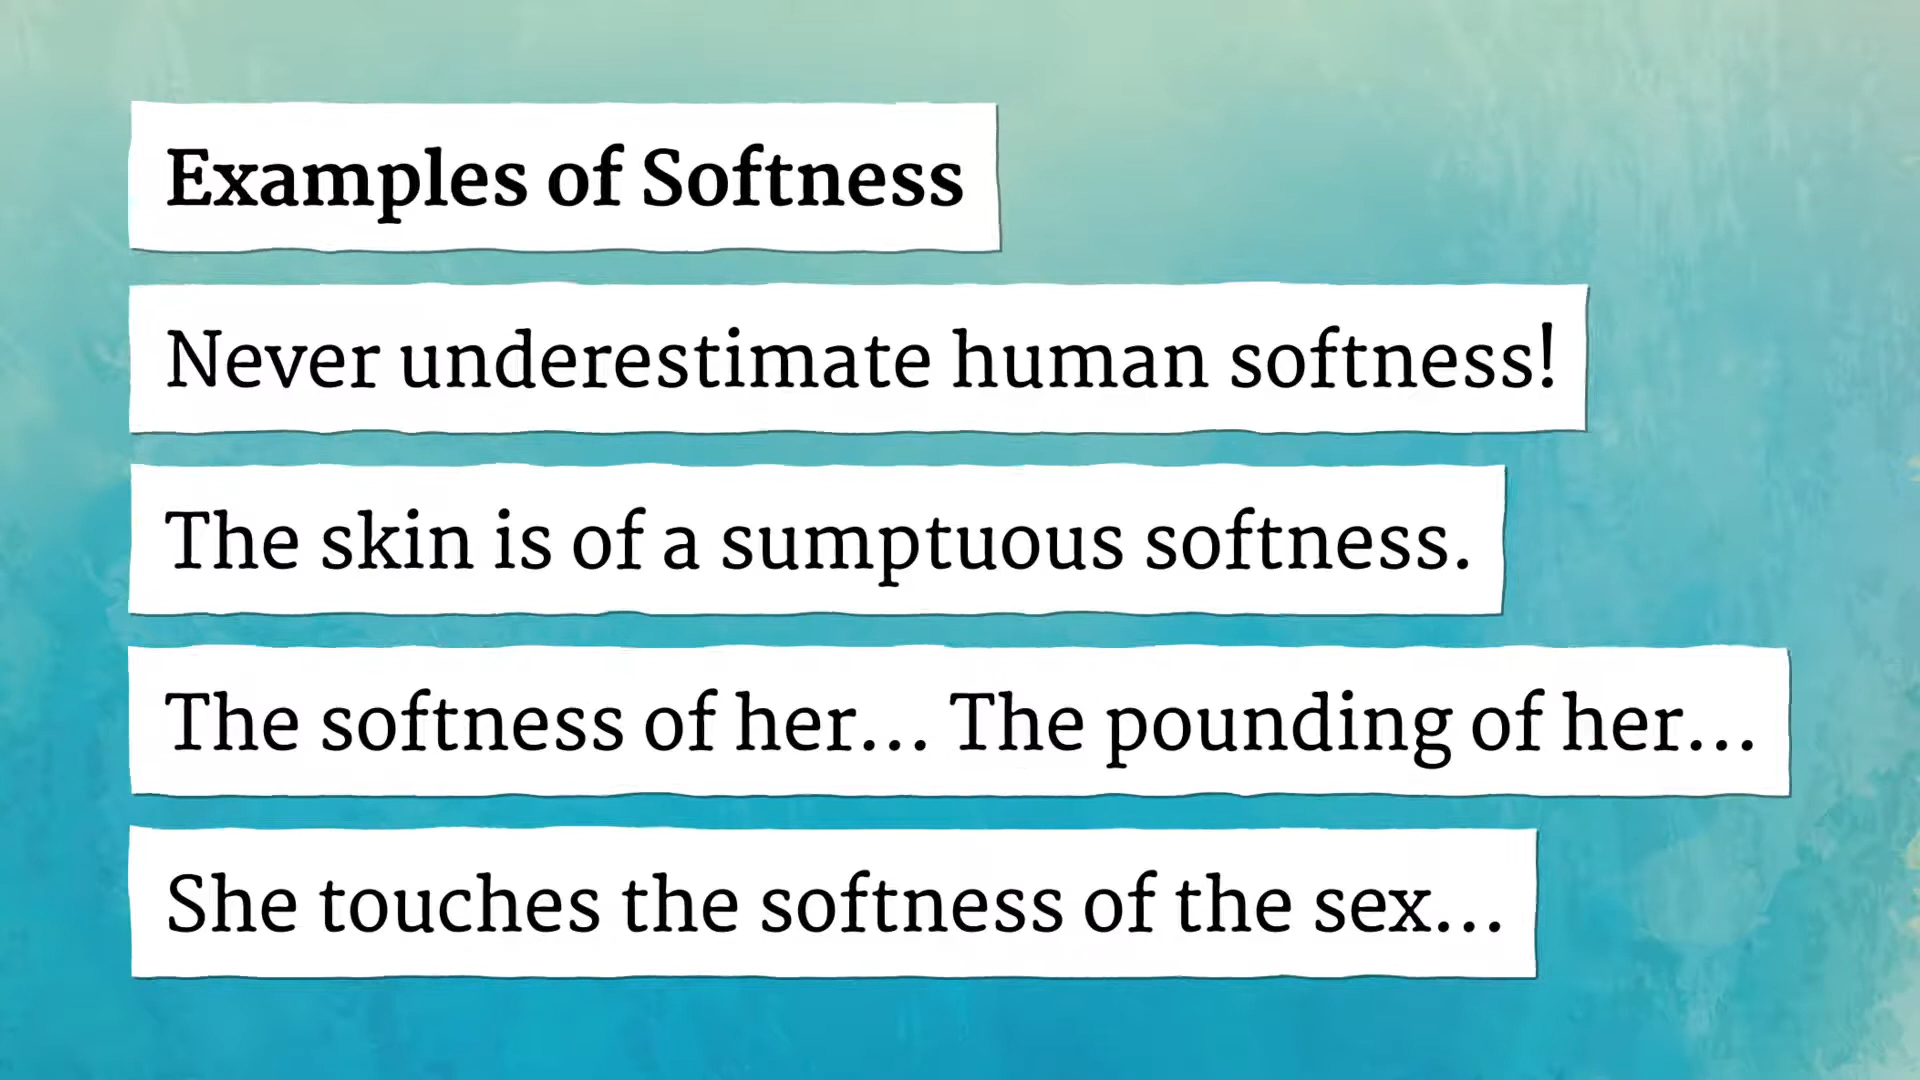 Examples of Softness
Never underestimate human softness!
The skin is of a sumptuous softness.
The softness of her... The pounding of her...
She touches the softness of the sex...